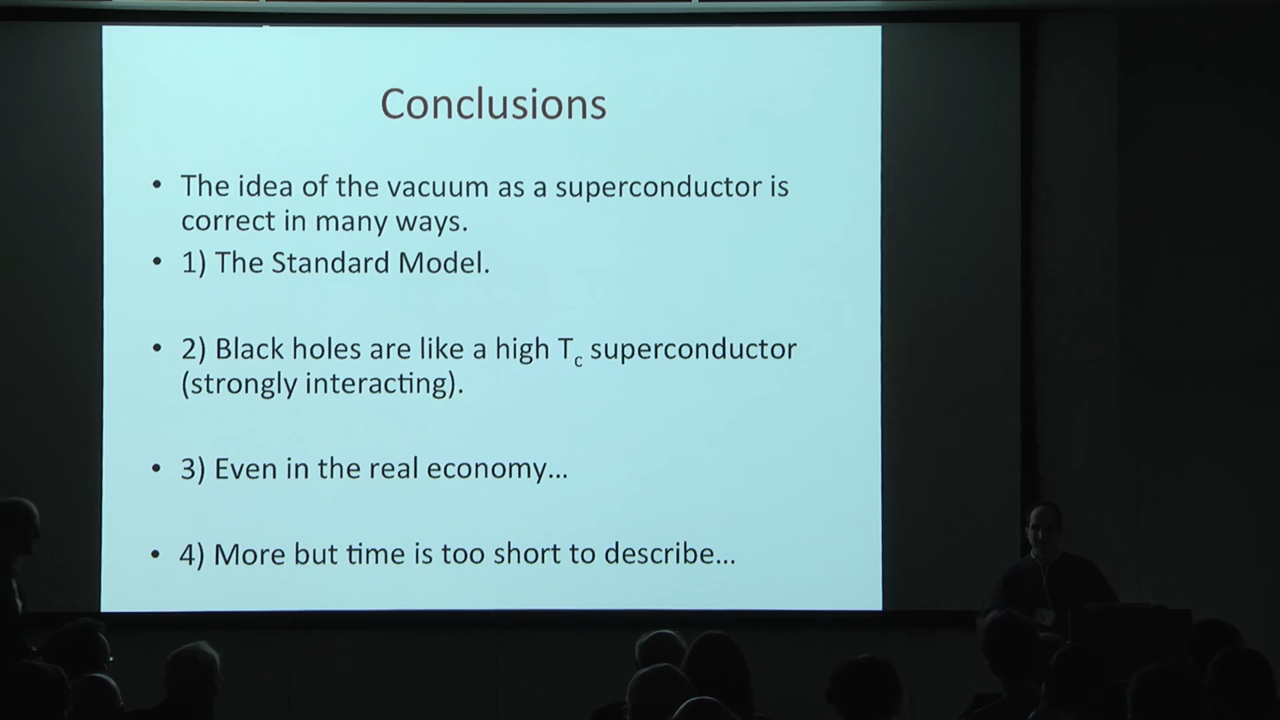 Conclusions
• The idea of the vacuum as a superconductor is
correct in many ways.
• 1) The Standard Model.
• 2) Black holes are like a high Tc superconductor
(strongly interacting).
• 3) Even in the real economy...
• 4) More but time is too short to describe...